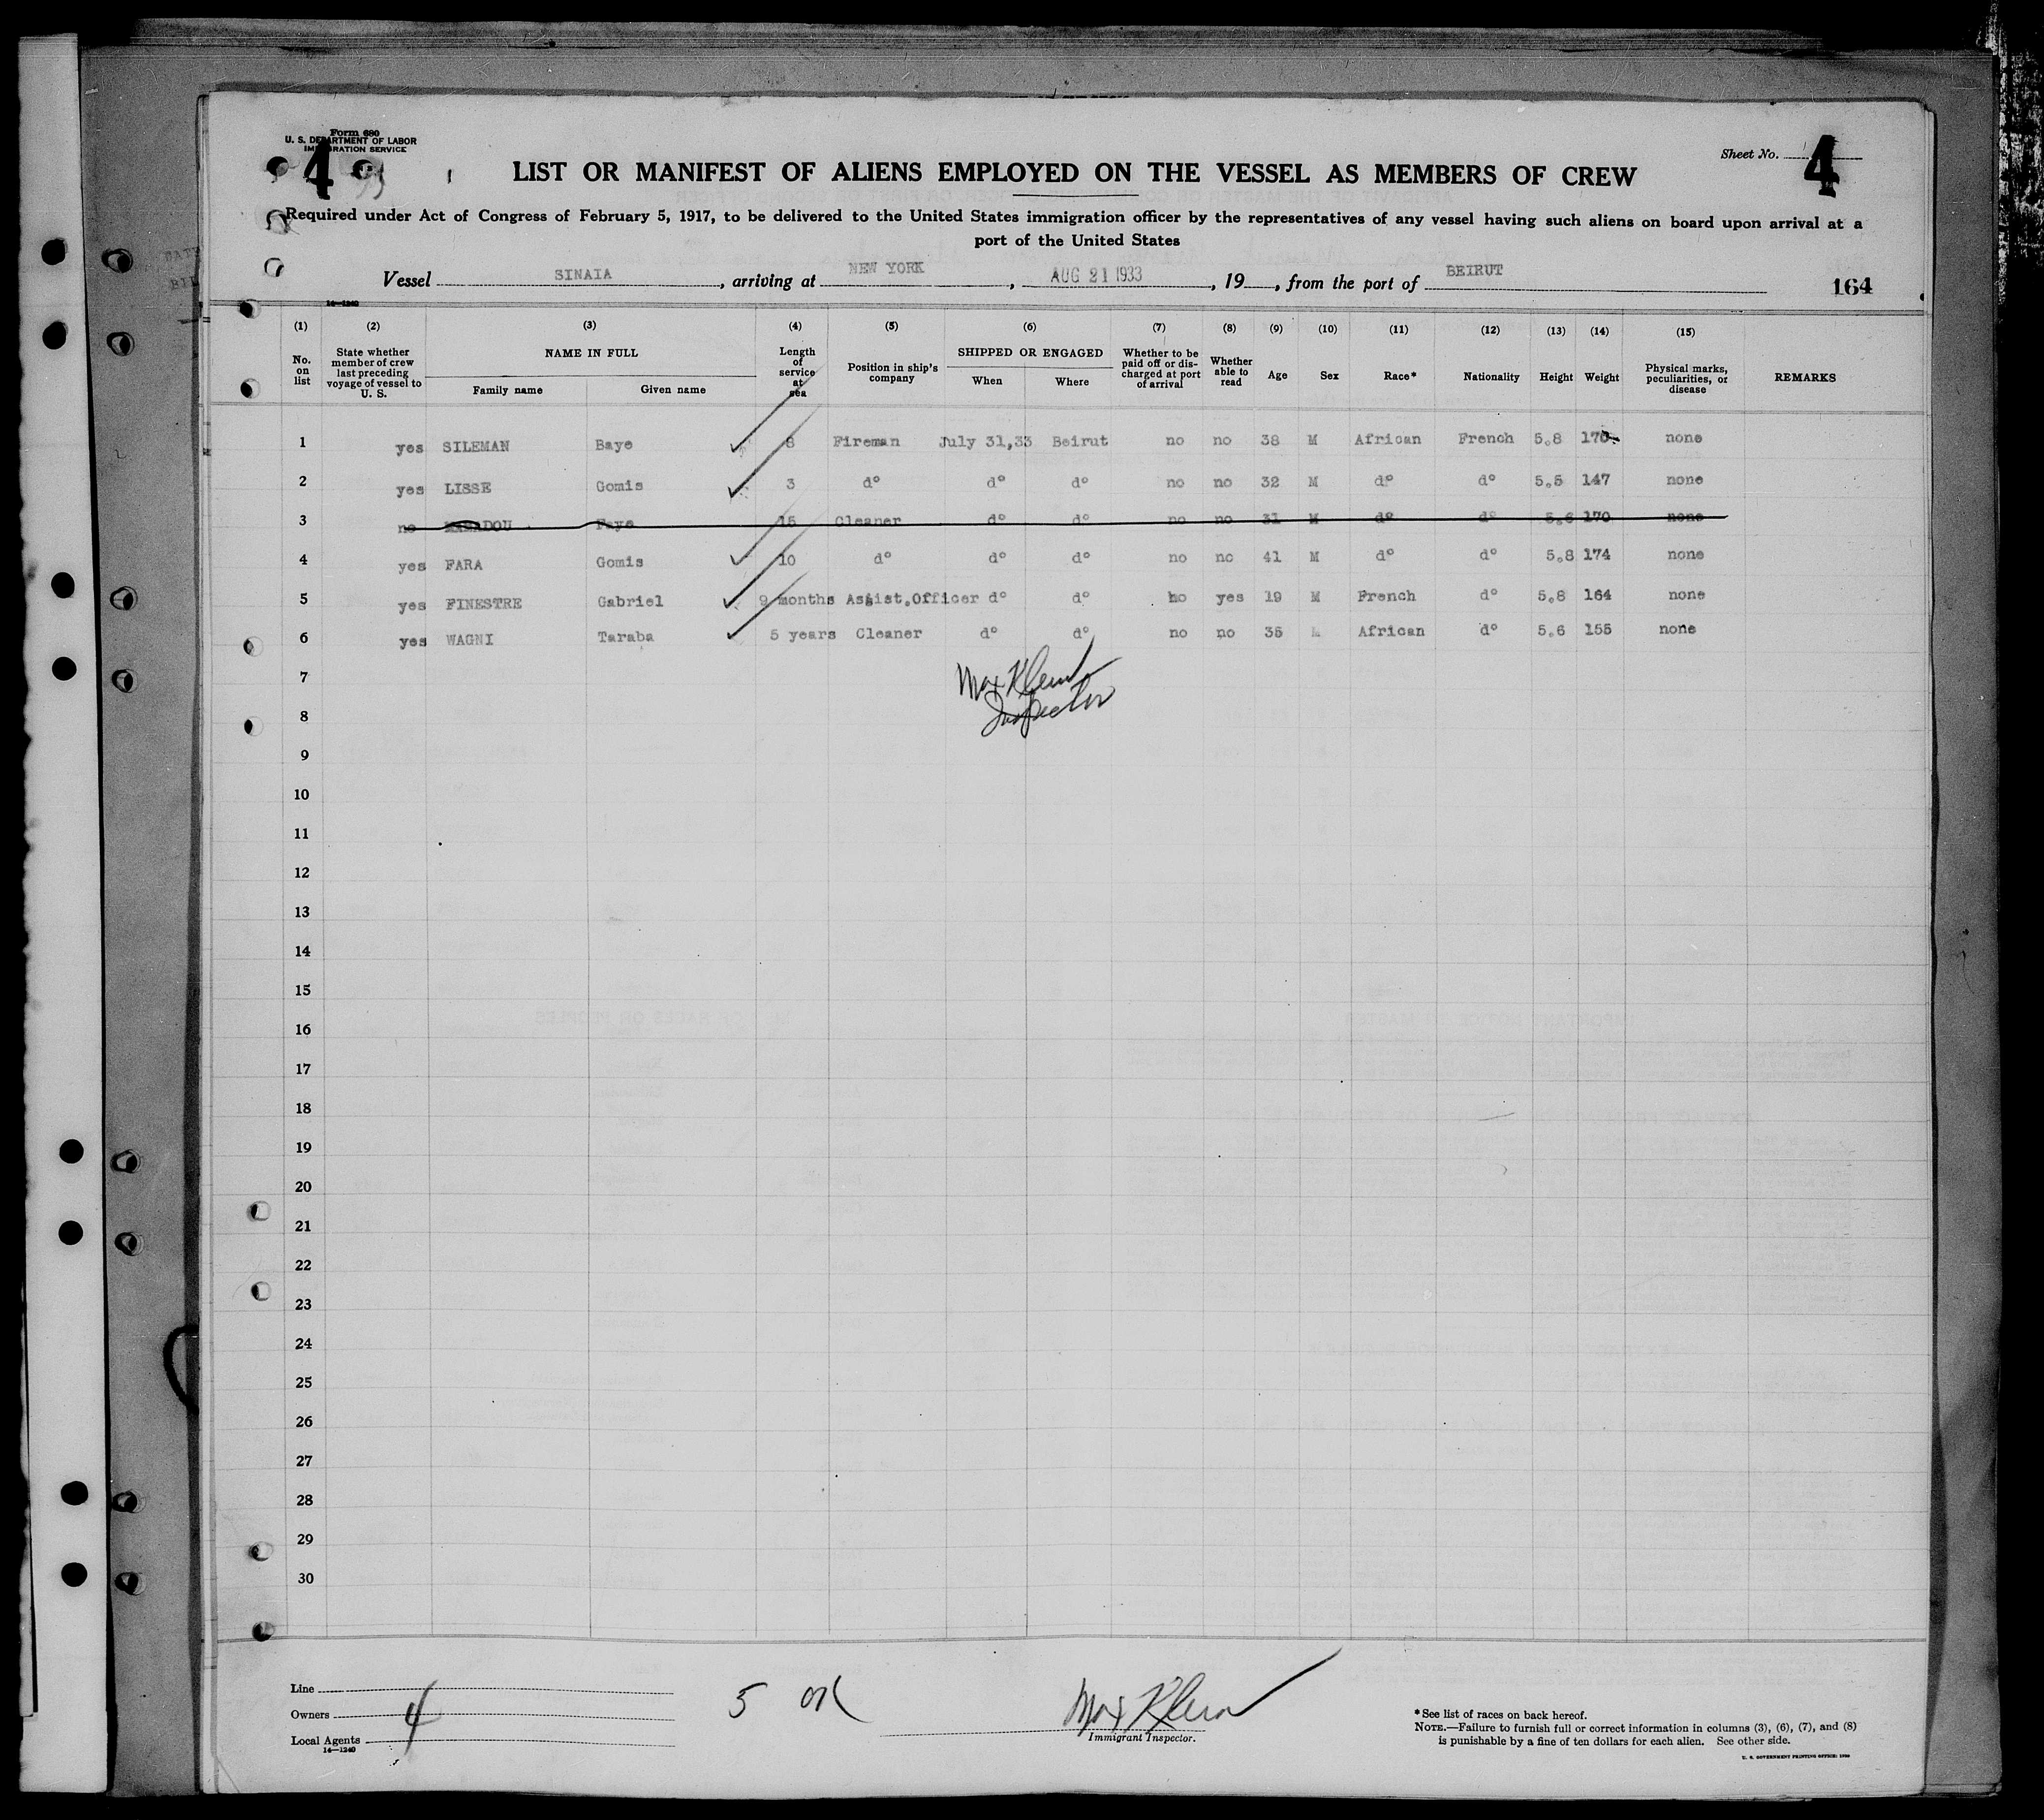 Form 680
U. S. DEPARTMENT OF LABOR
IMMIGRATION SERVICE
4
Sheet No. 4
LIST OR MANIFEST OF ALIENS EMPLOYED ON THE VESSEL AS MEMBERS OF CREW
Required under Act of Congress of February 5, 1917, to be delivered to the United States immigration officer by the representatives of any vessel having such aliens on board upon arrival at a
port of the United States
Vessel SINAIA, arriving at NEW YORK, AUG 21 1933, 19, from the port of BEIRUT
164
14—1240
(1) (2) (3) (4) (5) (6) (7) (8) (9) (10) (11) (12) (13) (14) (15)
No. on list State whether member of crew last preceding voyage of vessel to U. S. NAME IN FULL Family name Given name Length of service at sea Position in ship's company SHIPPED OR ENGAGED When Where Whether to be paid off or discharged at port of arrival Whether able to read Age Sex Race* Nationality Height Weight Physical marks, peculiarities, or disease REMARKS
1 yes SILEMAN Baye ✓ 8 Fireman July 31,33 Beirut no no 38 M African French 5.8 170 none
2 yes LISSE Gomis ✓ 3 d° d° d° no no 32 M d° d° 5.5 147 none
3 no Faye 15 Cleaner d° d° no no 31 M d° d° 5.6 170 none
4 yes FARA Gomis ✓ 10 d° d° d° no no 41 M d° d° 5.8 174 none
5 yes FINESTRE Gabriel ✓ 9 months Assist.Officer d° d° no yes 19 M French d° 5.8 164 none
6 yes WAGNI Taraba ✓ 5 years Cleaner d° d° no no 35 M African d° 5.6 155 none
7 Max Klein
8 Inspector
9
10
11
12
13
14
15
16
17
18
19
20
21
22
23
24
25
26
27
28
29
30
Line
Owners
Local Agents
14—1240
4
5 OK
Max Klein
Immigrant Inspector.
* See list of races on back hereof.
NOTE.—Failure to furnish full or correct information in columns (3), (6), (7), and (8)
is punishable by a fine of ten dollars for each alien. See other side.